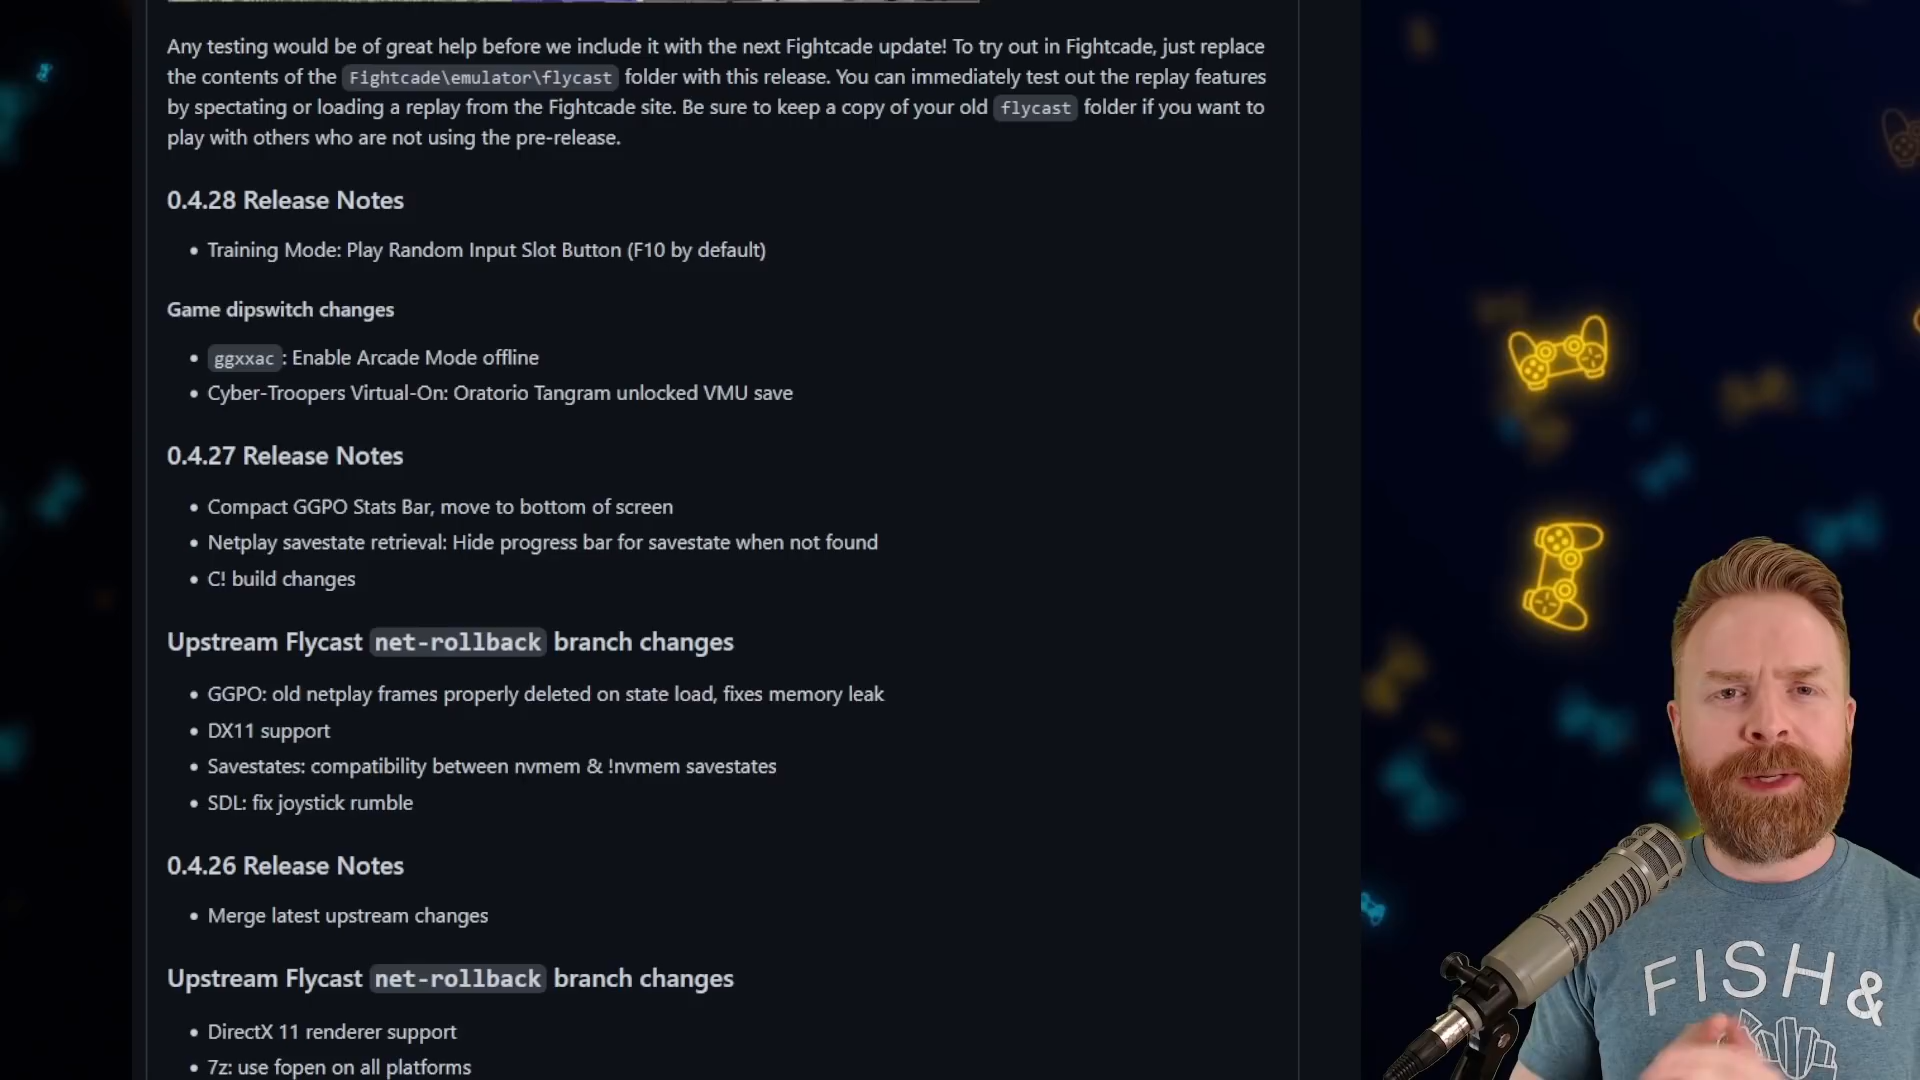 Any testing would be of great help before we include it with the next Fightcade update! To try out in Fightcade, just replace
the contents of the Fightcade\emulator\flycast folder with this release. You can immediately test out the replay features
by spectating or loading a replay from the Fightcade site. Be sure to keep a copy of your old flycast folder if you want to
play with others who are not using the pre-release.
0.4.28 Release Notes
• Training Mode: Play Random Input Slot Button (F10 by default)
Game dipswitch changes
• ggxxac : Enable Arcade Mode offline
• Cyber-Troopers Virtual-On: Oratorio Tangram unlocked VMU save
0.4.27 Release Notes
• Compact GGPO Stats Bar, move to bottom of screen
• Netplay savestate retrieval: Hide progress bar for savestate when not found
• C! build changes
Upstream Flycast net-rollback branch changes
• GGPO: old netplay frames properly deleted on state load, fixes memory leak
• DX11 support
• Savestates: compatibility between nvmem & !nvmem savestates
• SDL: fix joystick rumble
0.4.26 Release Notes
• Merge latest upstream changes
Upstream Flycast net-rollback branch changes
• DirectX 11 renderer support
• 7z: use fopen on all platforms
FISH &